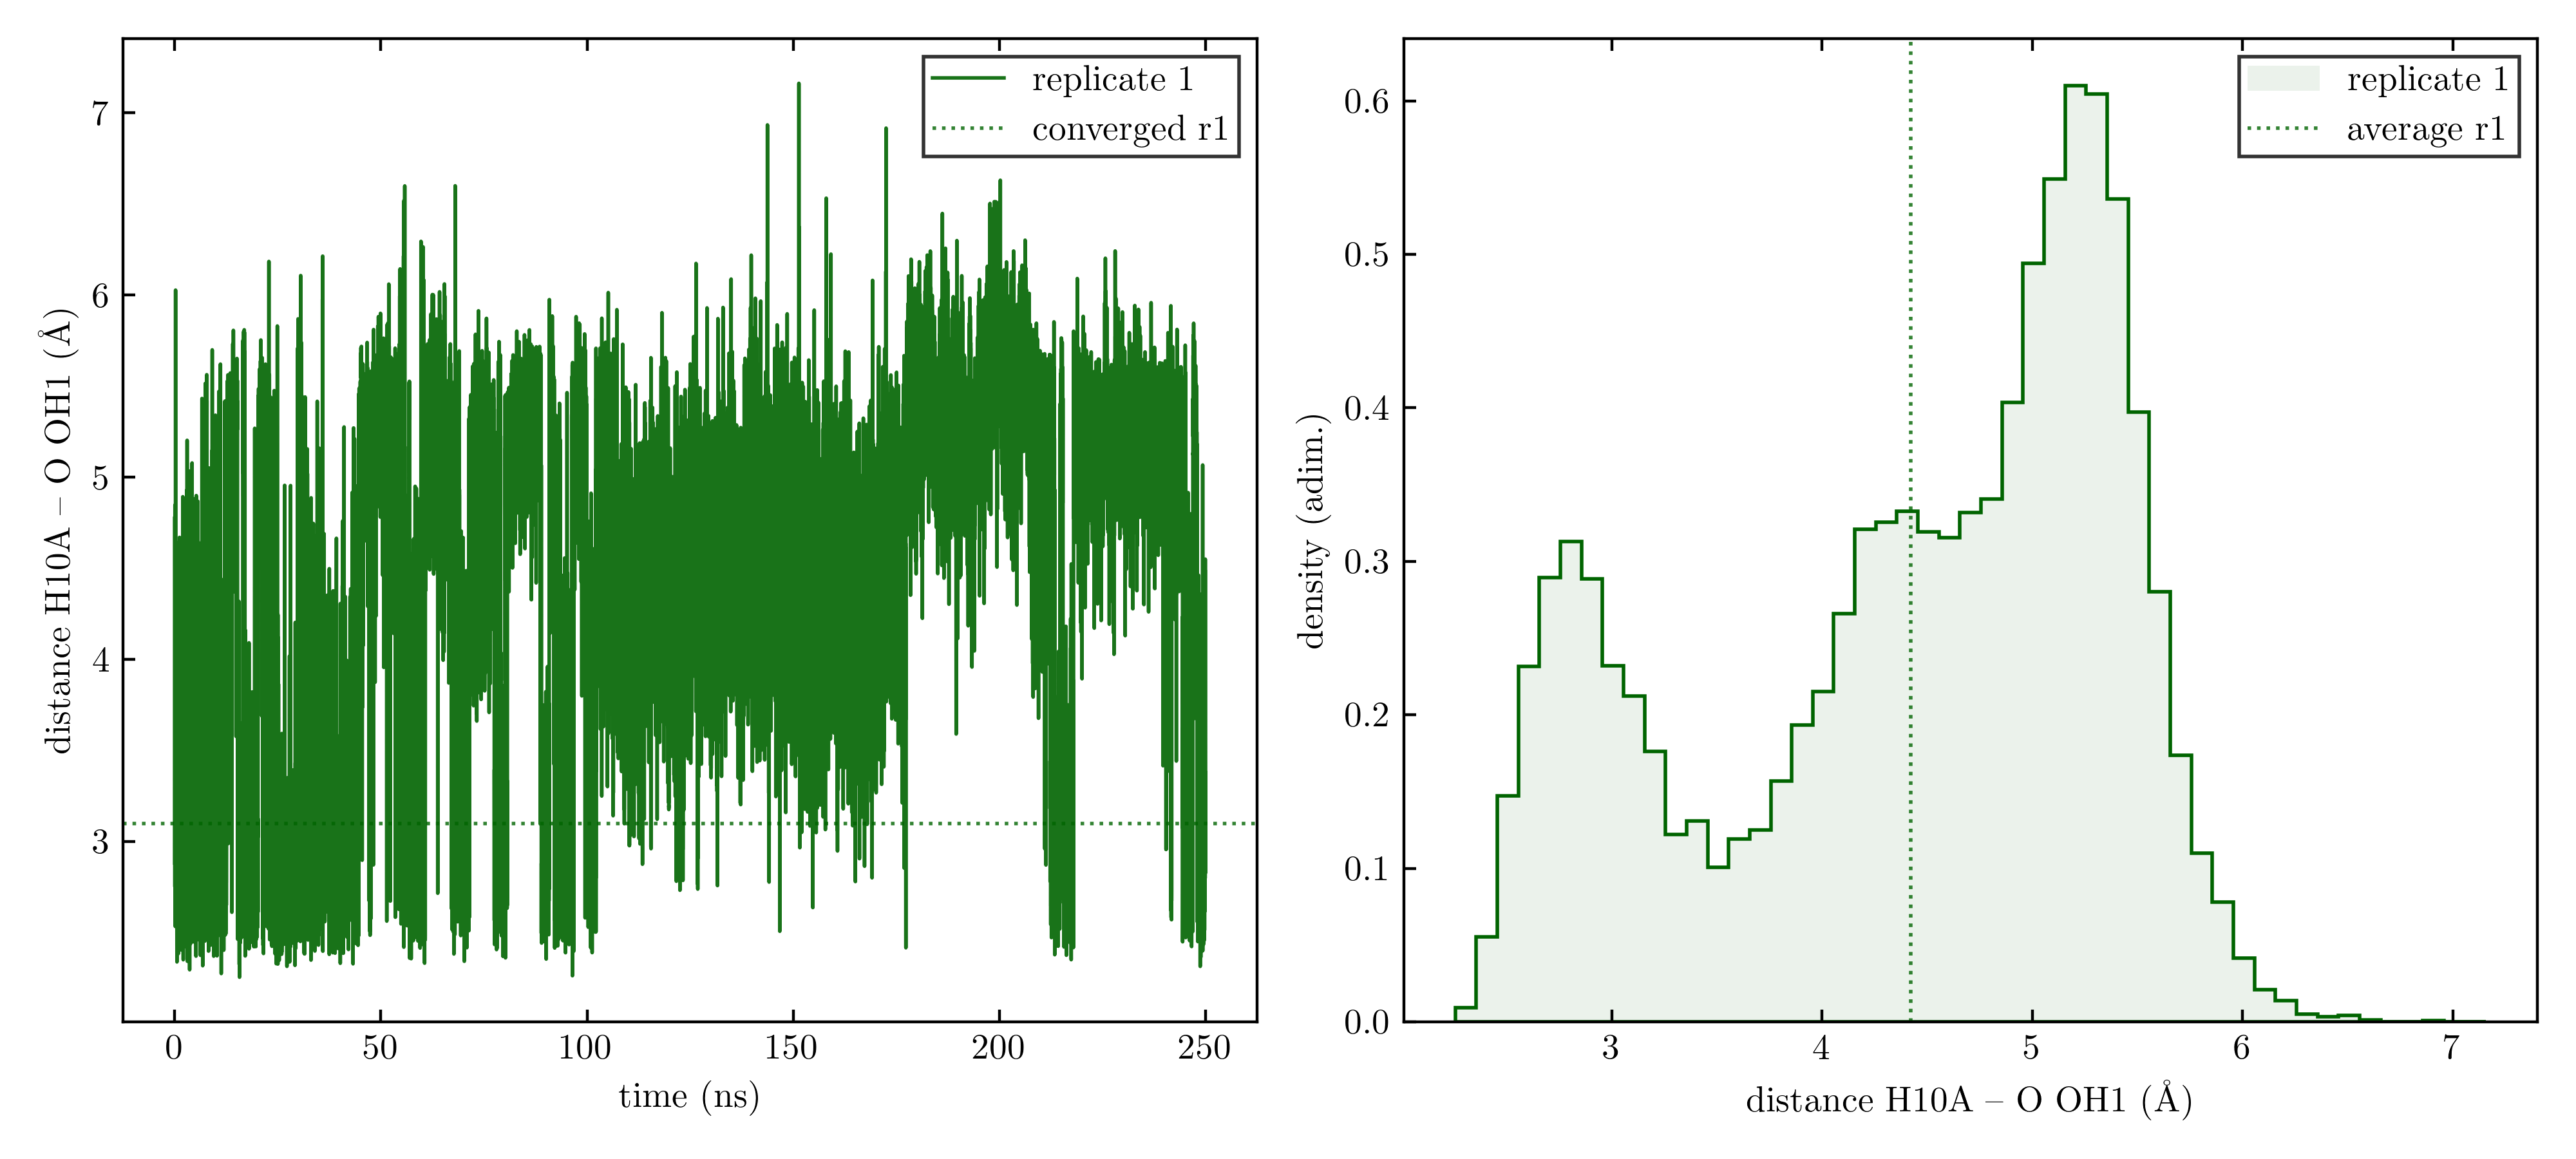 distance H10A – O OH1 (Å)
7
6
5
4
3
0
50
100
150
200
250
time (ns)
replicate 1
converged r1
density (adim.)
0.6
0.5
0.4
0.3
0.2
0.1
0.0
3
4
5
6
7
distance H10A – O OH1 (Å)
replicate 1
average r1